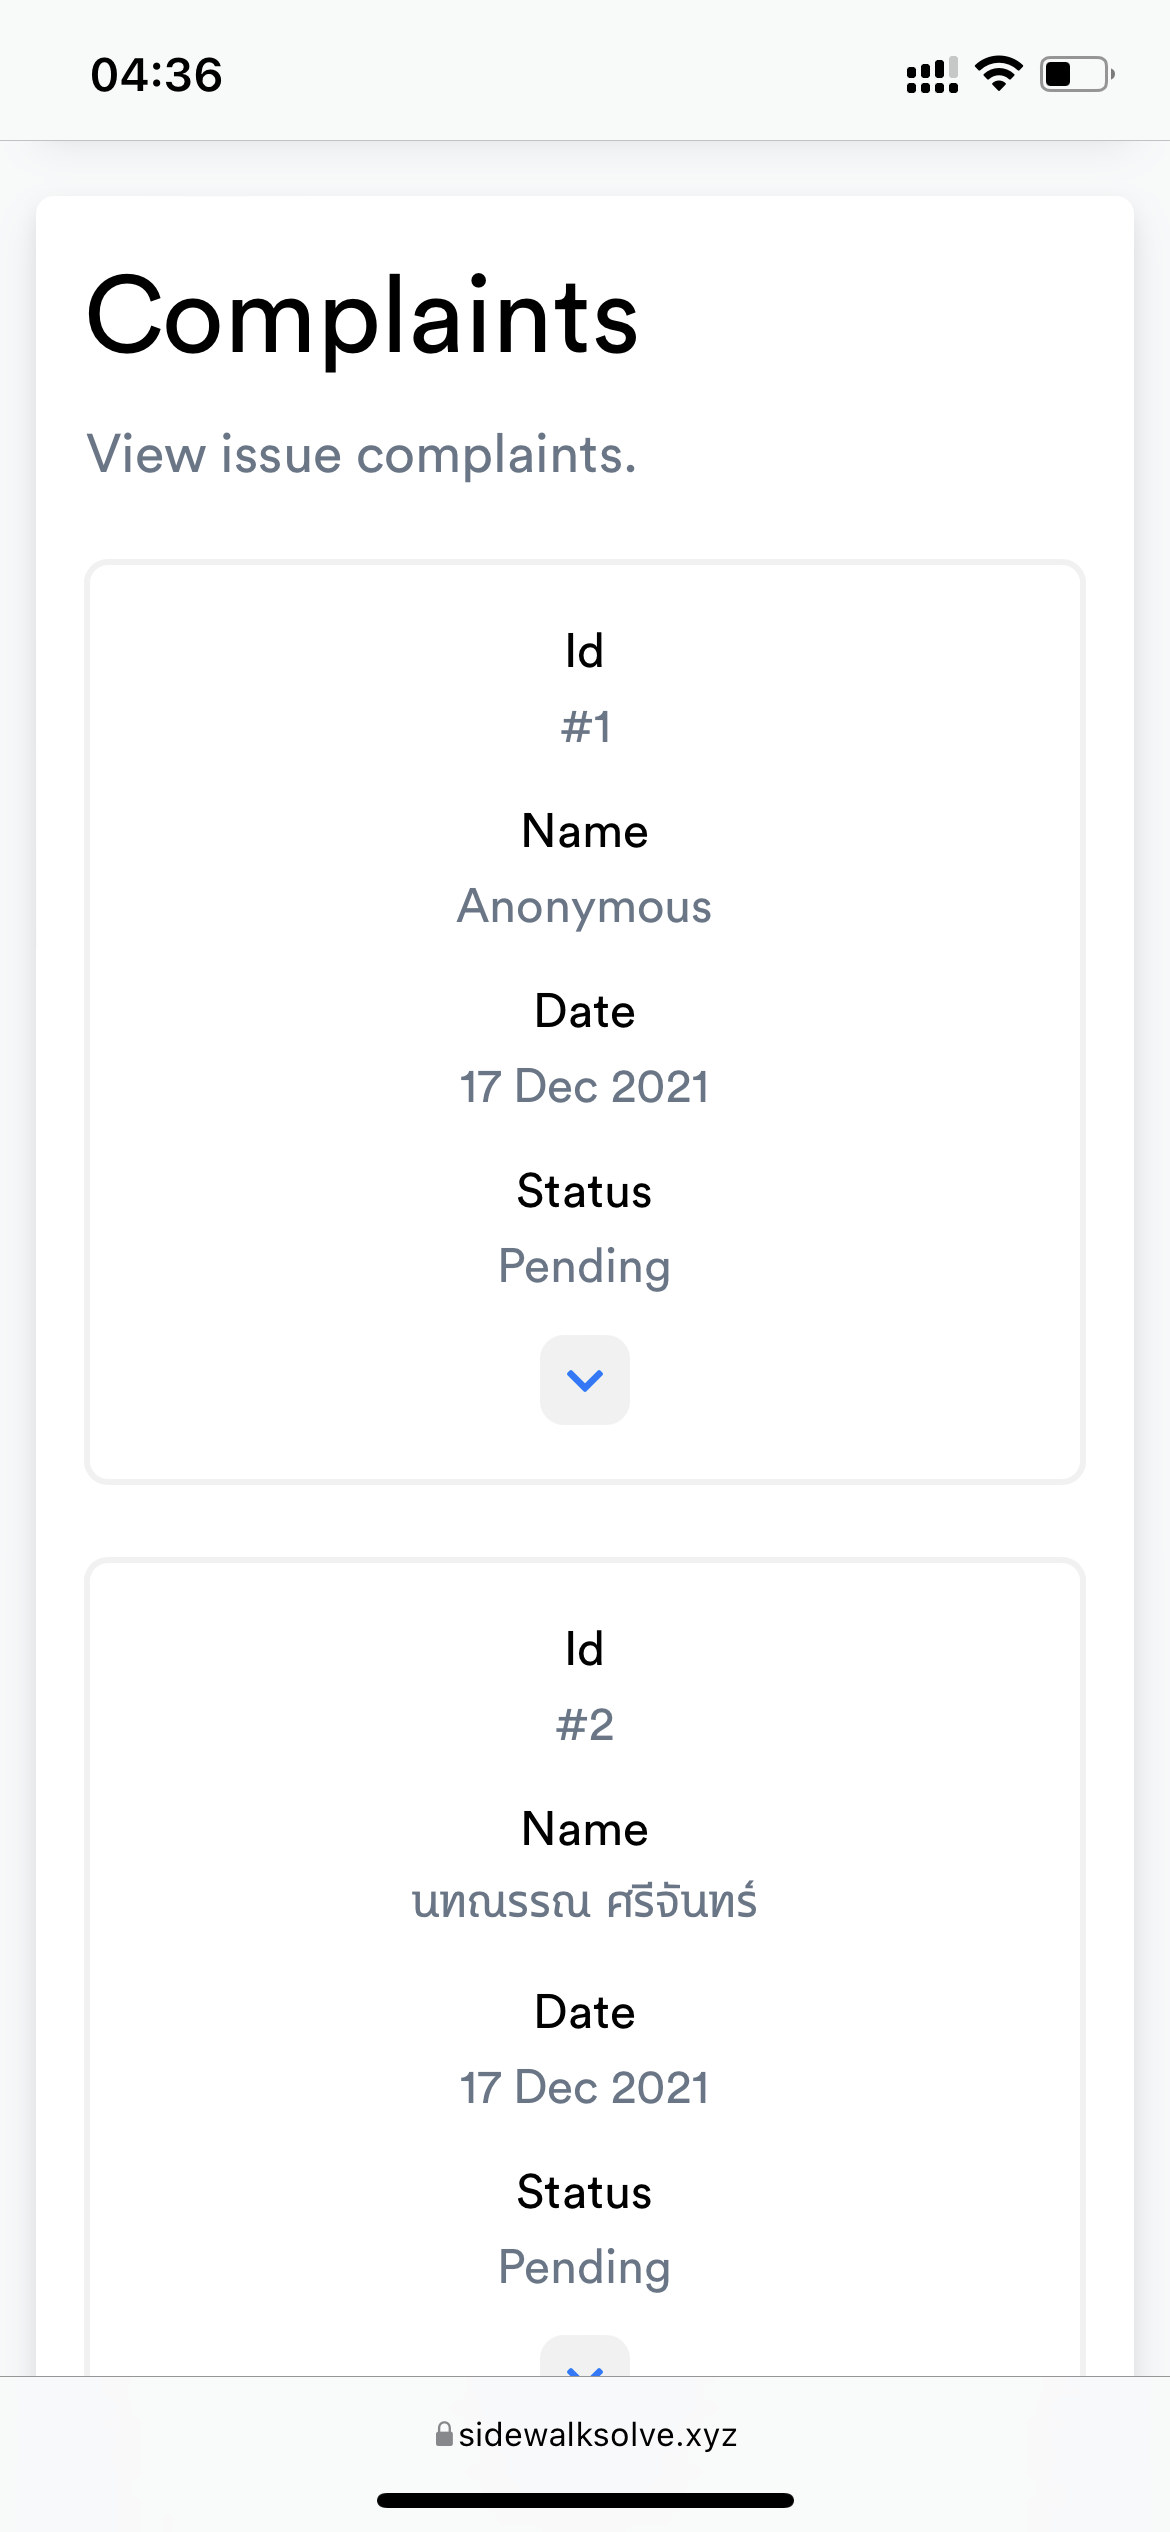 04:36
Complaints
View issue complaints.
Id
#1
Name
Anonymous
Date
17 Dec 2021
Status
Pending
Id
#2
Name
นทณรรณ ศรีจันทร์
Date
17 Dec 2021
Status
Pending
sidewalksolve.xyz